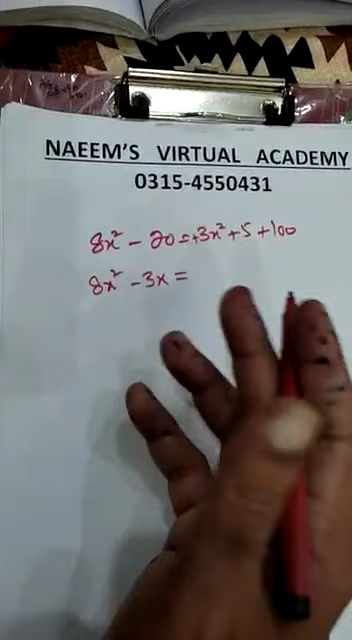 NAEEM'S VIRTUAL ACADEMY
0315-4550431
8x² - 20 = +3x² + 5 + 100
8x² - 3x =